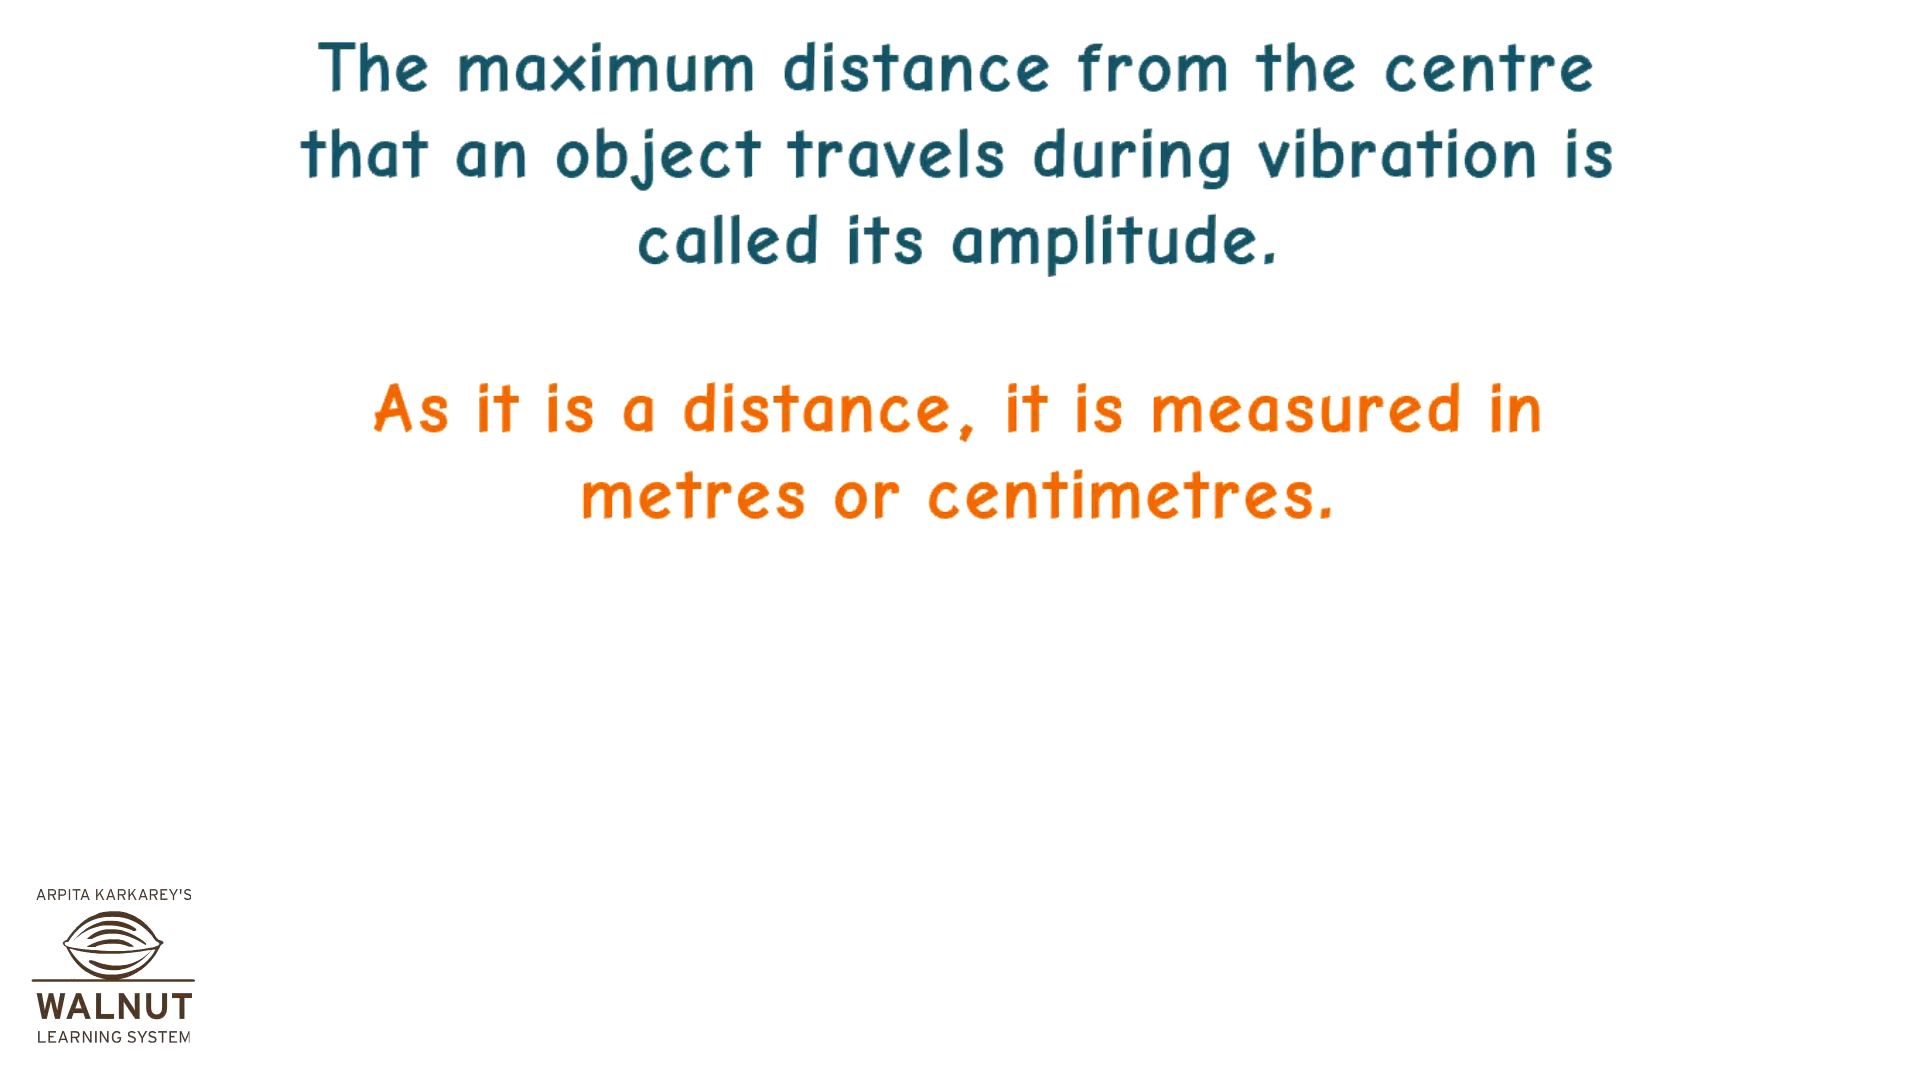 The maximum distance from the centre
that an object travels during vibration is
called its amplitude.
As it is a distance, it is measured in
metres or centimetres.
ARPITA KARKAREY'S
WALNUT
LEARNING SYSTEM